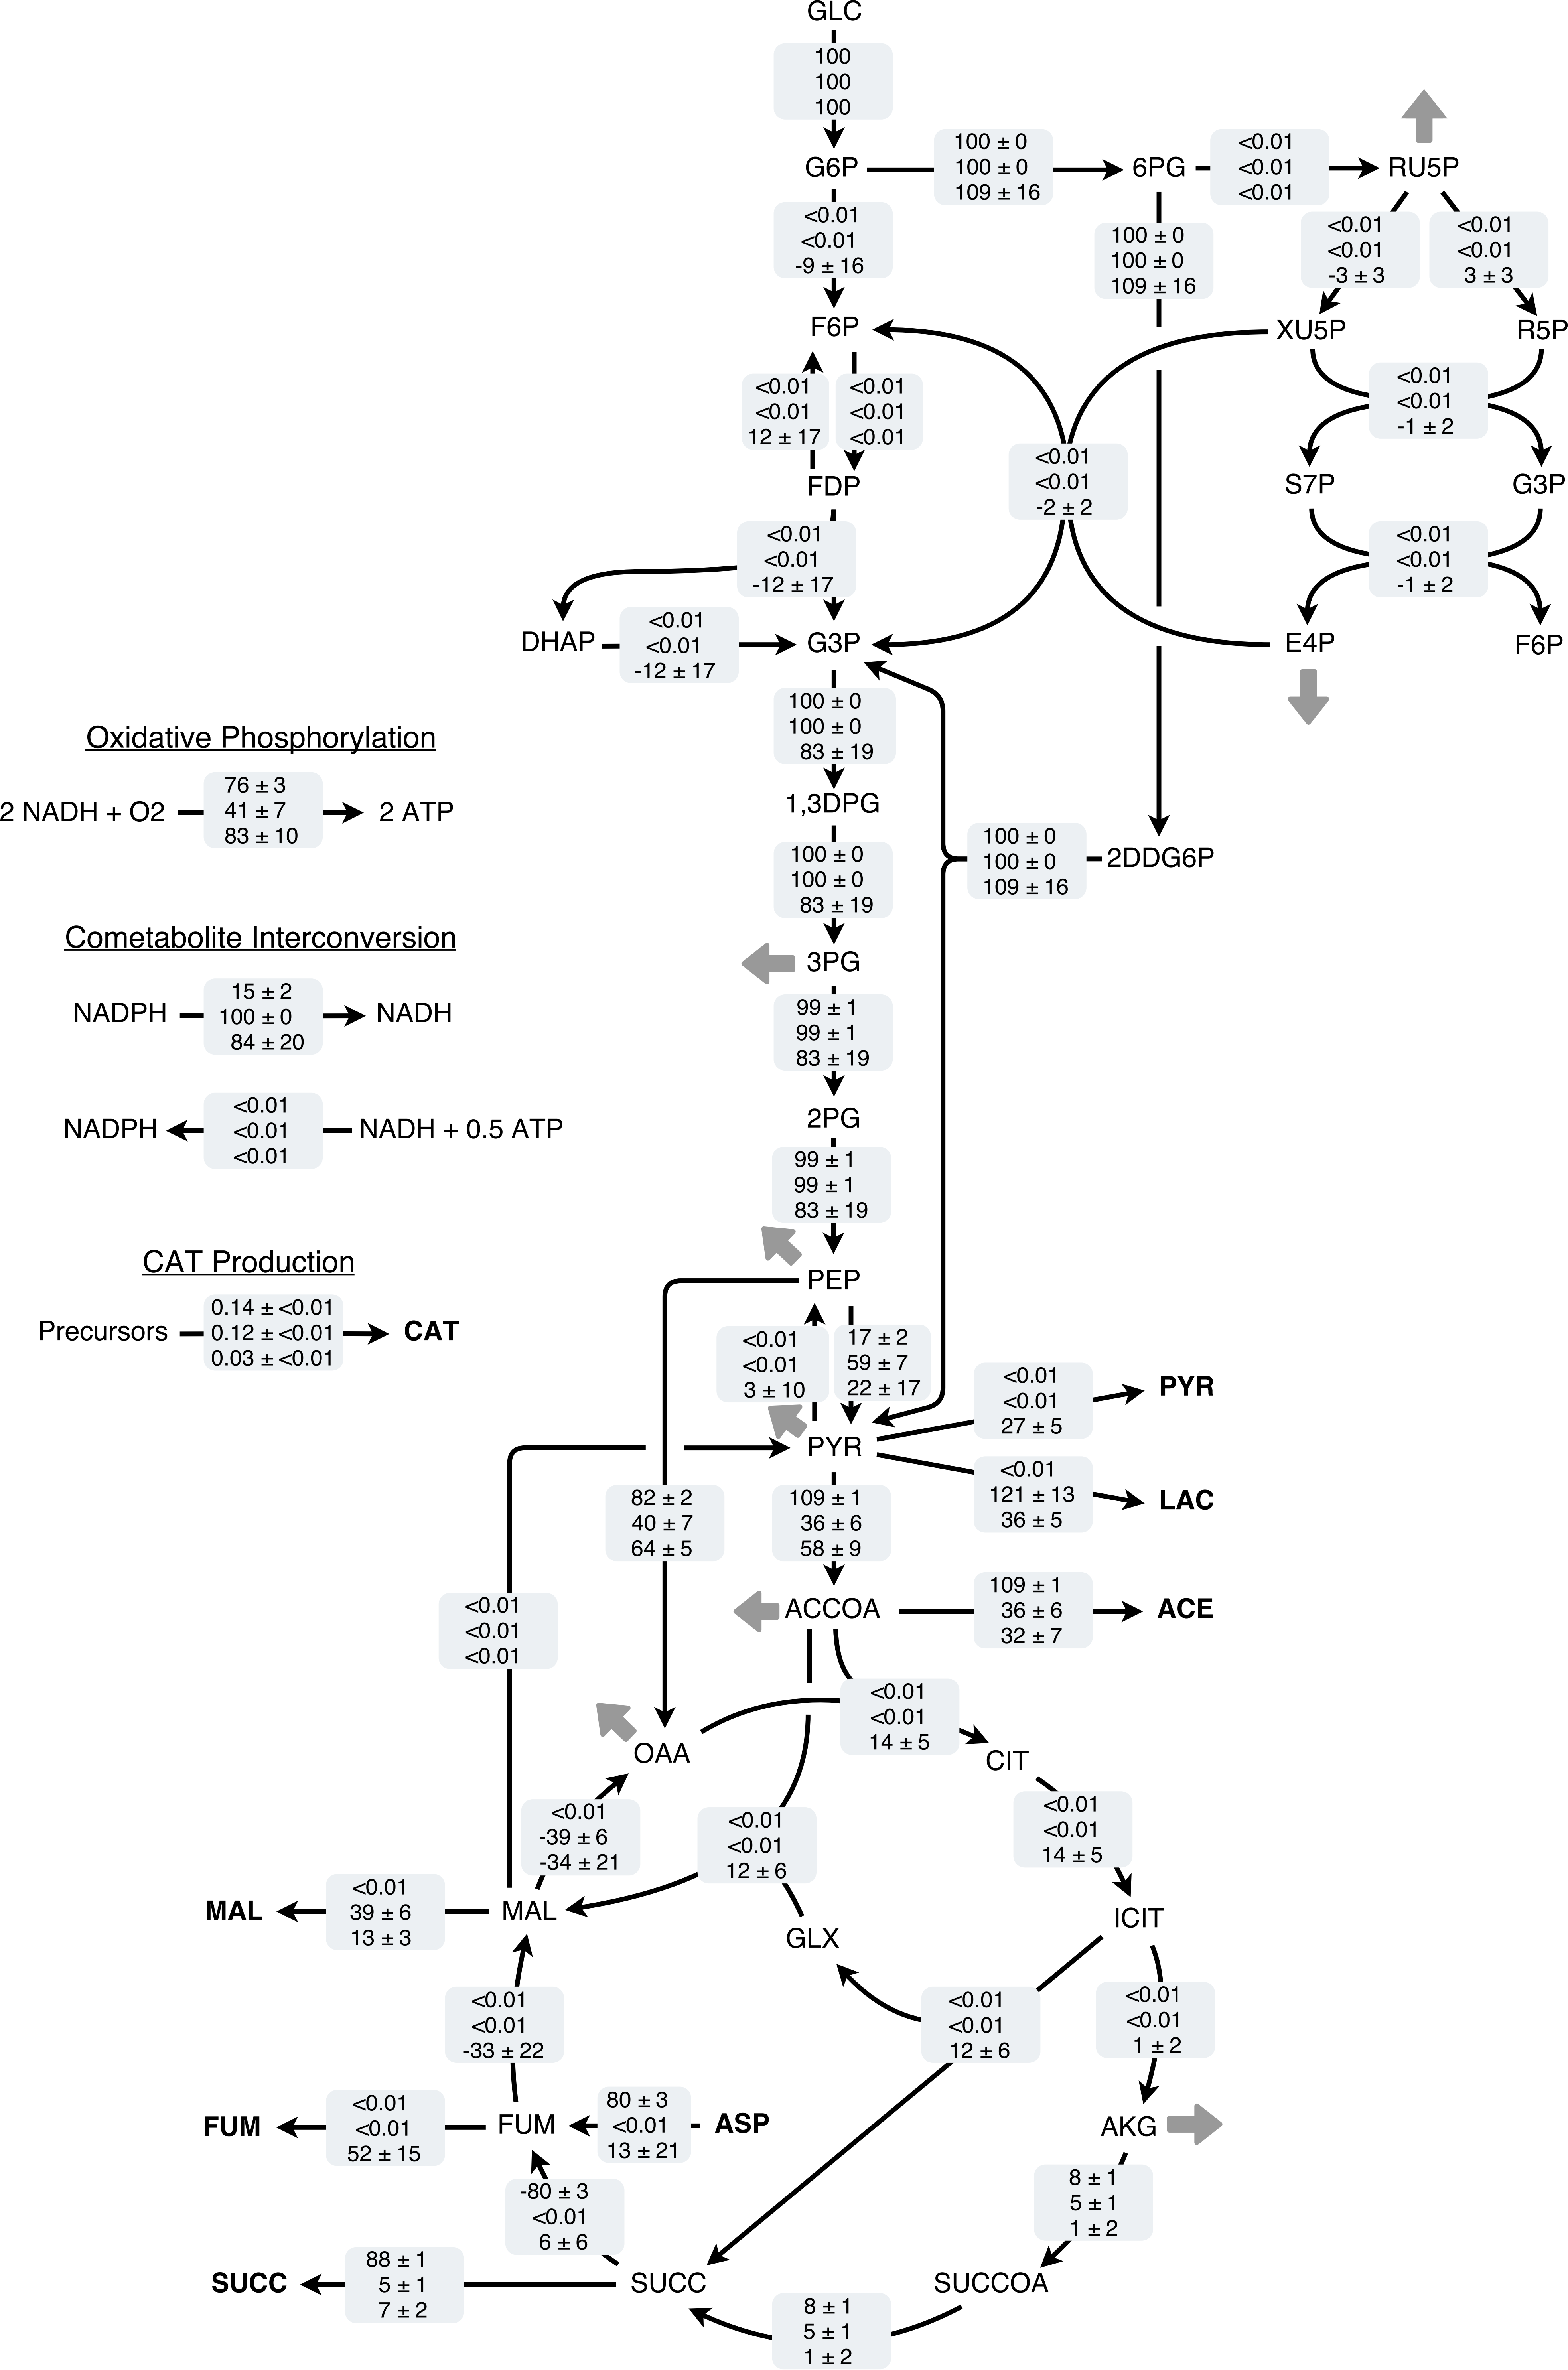 GLC
100
100
100
G6P
100 ± 0
100 ± 0
109 ± 16
6PG
<0.01
<0.01
<0.01
RU5P
<0.01
<0.01
-9 ± 16
100 ± 0
100 ± 0
109 ± 16
<0.01
<0.01
-3 ± 3
<0.01
<0.01
3 ± 3
F6P
XU5P
R5P
<0.01
<0.01
12 ± 17
<0.01
<0.01
<0.01
<0.01
<0.01
-1 ± 2
FDP
<0.01
<0.01
-2 ± 2
S7P
G3P
<0.01
<0.01
-12 ± 17
<0.01
<0.01
-1 ± 2
DHAP
<0.01
<0.01
-12 ± 17
G3P
E4P
F6P
100 ± 0
100 ± 0
83 ± 19
Oxidative Phosphorylation
2 NADH + O2
76 ± 3
41 ± 7
83 ± 10
2 ATP
1,3DPG
100 ± 0
100 ± 0
83 ± 19
100 ± 0
100 ± 0
109 ± 16
2DDG6P
Cometabolite Interconversion
3PG
NADPH
15 ± 2
100 ± 0
84 ± 20
NADH
99 ± 1
99 ± 1
83 ± 19
NADPH
<0.01
<0.01
<0.01
NADH + 0.5 ATP
2PG
99 ± 1
99 ± 1
83 ± 19
CAT Production
Precursors
0.14 ± <0.01
0.12 ± <0.01
0.03 ± <0.01
CAT
PEP
<0.01
<0.01
3 ± 10
17 ± 2
59 ± 7
22 ± 17
<0.01
<0.01
27 ± 5
PYR
PYR
<0.01
121 ± 13
36 ± 5
LAC
82 ± 2
40 ± 7
64 ± 5
109 ± 1
36 ± 6
58 ± 9
<0.01
<0.01
<0.01
ACCOA
109 ± 1
36 ± 6
32 ± 7
ACE
OAA
<0.01
<0.01
14 ± 5
CIT
<0.01
-39 ± 6
-34 ± 21
<0.01
<0.01
12 ± 6
<0.01
<0.01
14 ± 5
MAL
<0.01
39 ± 6
13 ± 3
MAL
GLX
ICIT
<0.01
<0.01
-33 ± 22
<0.01
<0.01
12 ± 6
<0.01
<0.01
1 ± 2
FUM
<0.01
<0.01
52 ± 15
FUM
80 ± 3
<0.01
13 ± 21
ASP
AKG
-80 ± 3
<0.01
6 ± 6
8 ± 1
5 ± 1
1 ± 2
SUCC
88 ± 1
5 ± 1
7 ± 2
SUCC
SUCCOA
8 ± 1
5 ± 1
1 ± 2